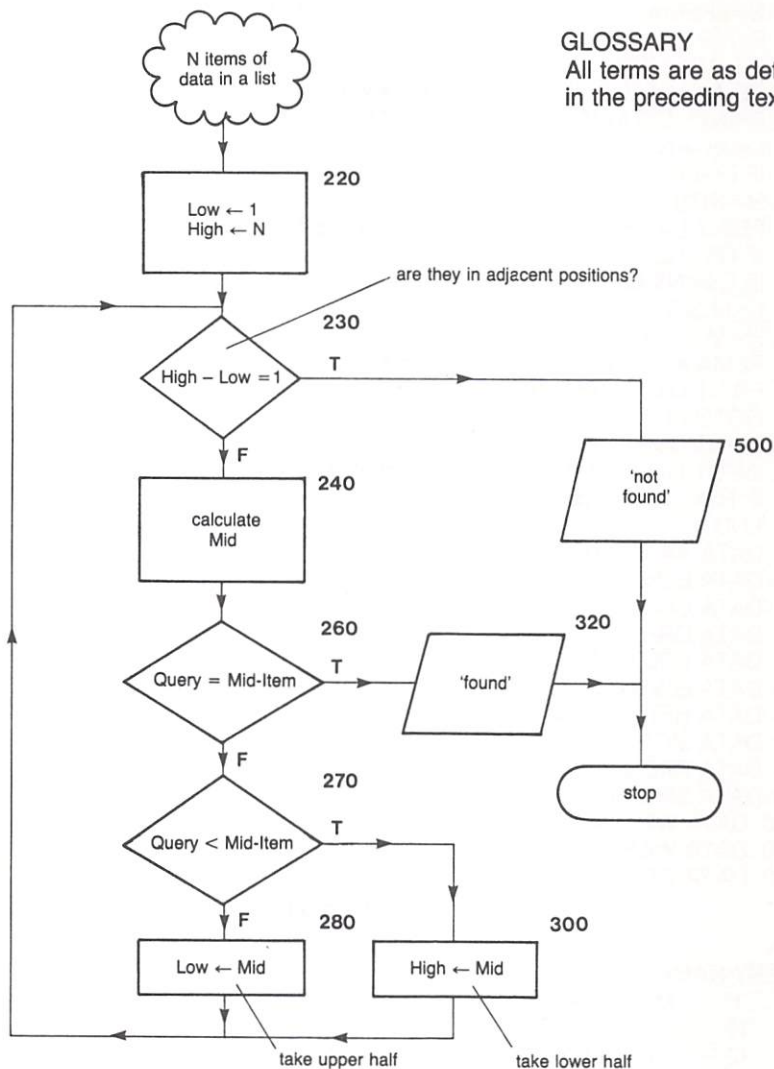 N items of
data in a list
GLOSSARY
All terms are as def
in the preceding tex
220
Low ← 1
High ← N
are they in adjacent positions?
230
High – Low = 1
T
F
500
'not
found'
240
calculate
Mid
260
Query = Mid-Item
T
F
320
'found'
stop
270
Query < Mid-Item
T
F
280
Low ← Mid
300
High ← Mid
take upper half
take lower half